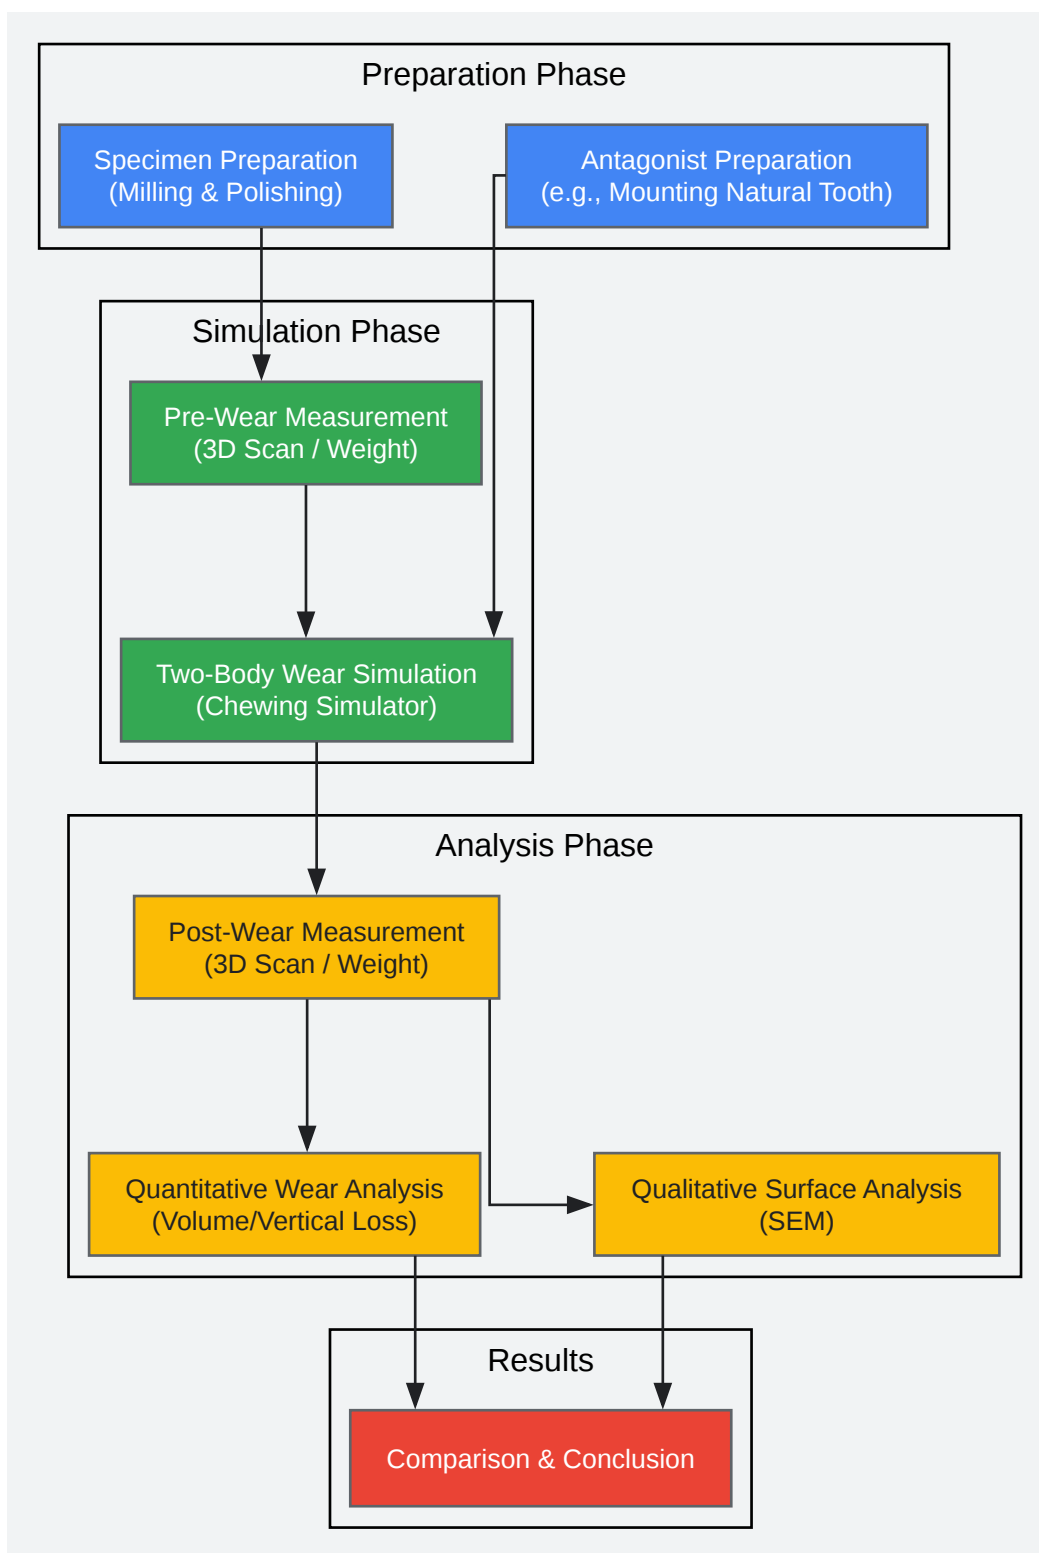 Preparation Phase
Specimen Preparation
(Milling & Polishing)
Antagonist Preparation
(e.g., Mounting Natural Tooth)
Simulation Phase
Pre-Wear Measurement
(3D Scan / Weight)
Two-Body Wear Simulation
(Chewing Simulator)
Analysis Phase
Post-Wear Measurement
(3D Scan / Weight)
Quantitative Wear Analysis
(Volume/Vertical Loss)
Qualitative Surface Analysis
(SEM)
Results
Comparison & Conclusion